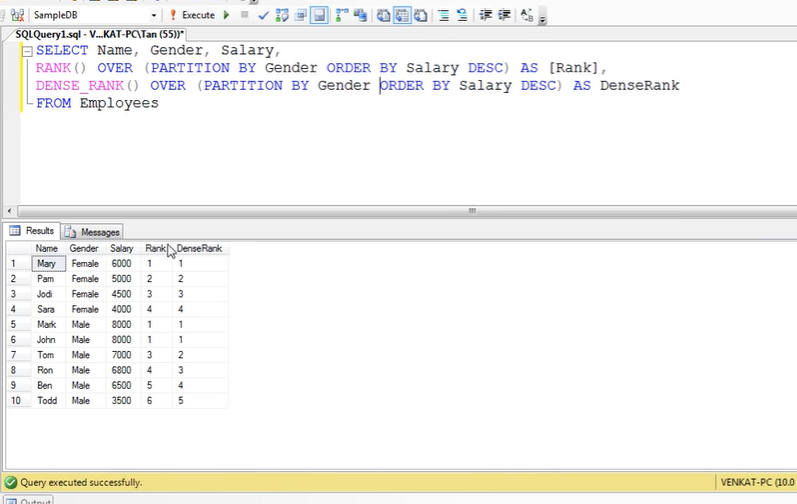 SampleDB Execute
SQLQuery1.sql - V...KAT-PC\Tan (55))*
SELECT Name, Gender, Salary,
RANK() OVER (PARTITION BY Gender ORDER BY Salary DESC) AS [Rank],
DENSE_RANK() OVER (PARTITION BY Gender ORDER BY Salary DESC) AS DenseRank
FROM Employees
Results Messages
Name Gender Salary Rank DenseRank
1 Mary Female 6000 1 1
2 Pam Female 5000 2 2
3 Jodi Female 4500 3 3
4 Sara Female 4000 4 4
5 Mark Male 8000 1 1
6 John Male 8000 1 1
7 Tom Male 7000 3 2
8 Ron Male 6800 4 3
9 Ben Male 6500 5 4
10 Todd Male 3500 6 5
Query executed successfully. VENKAT-PC (10.0
Output